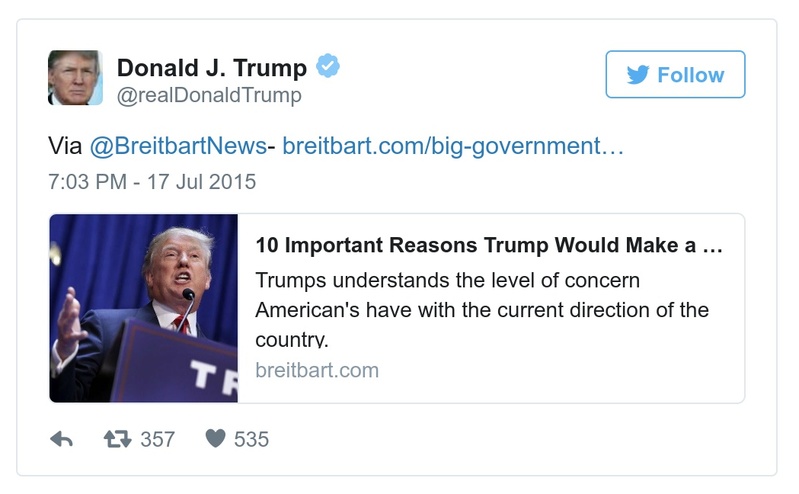 Donald J. Trump
@realDonaldTrump
Follow
Via @BreitbartNews- breitbart.com/big-government…
7:03 PM - 17 Jul 2015
10 Important Reasons Trump Would Make a ...
Trumps understands the level of concern
American's have with the current direction of the
country.
breitbart.com
TR
357
535